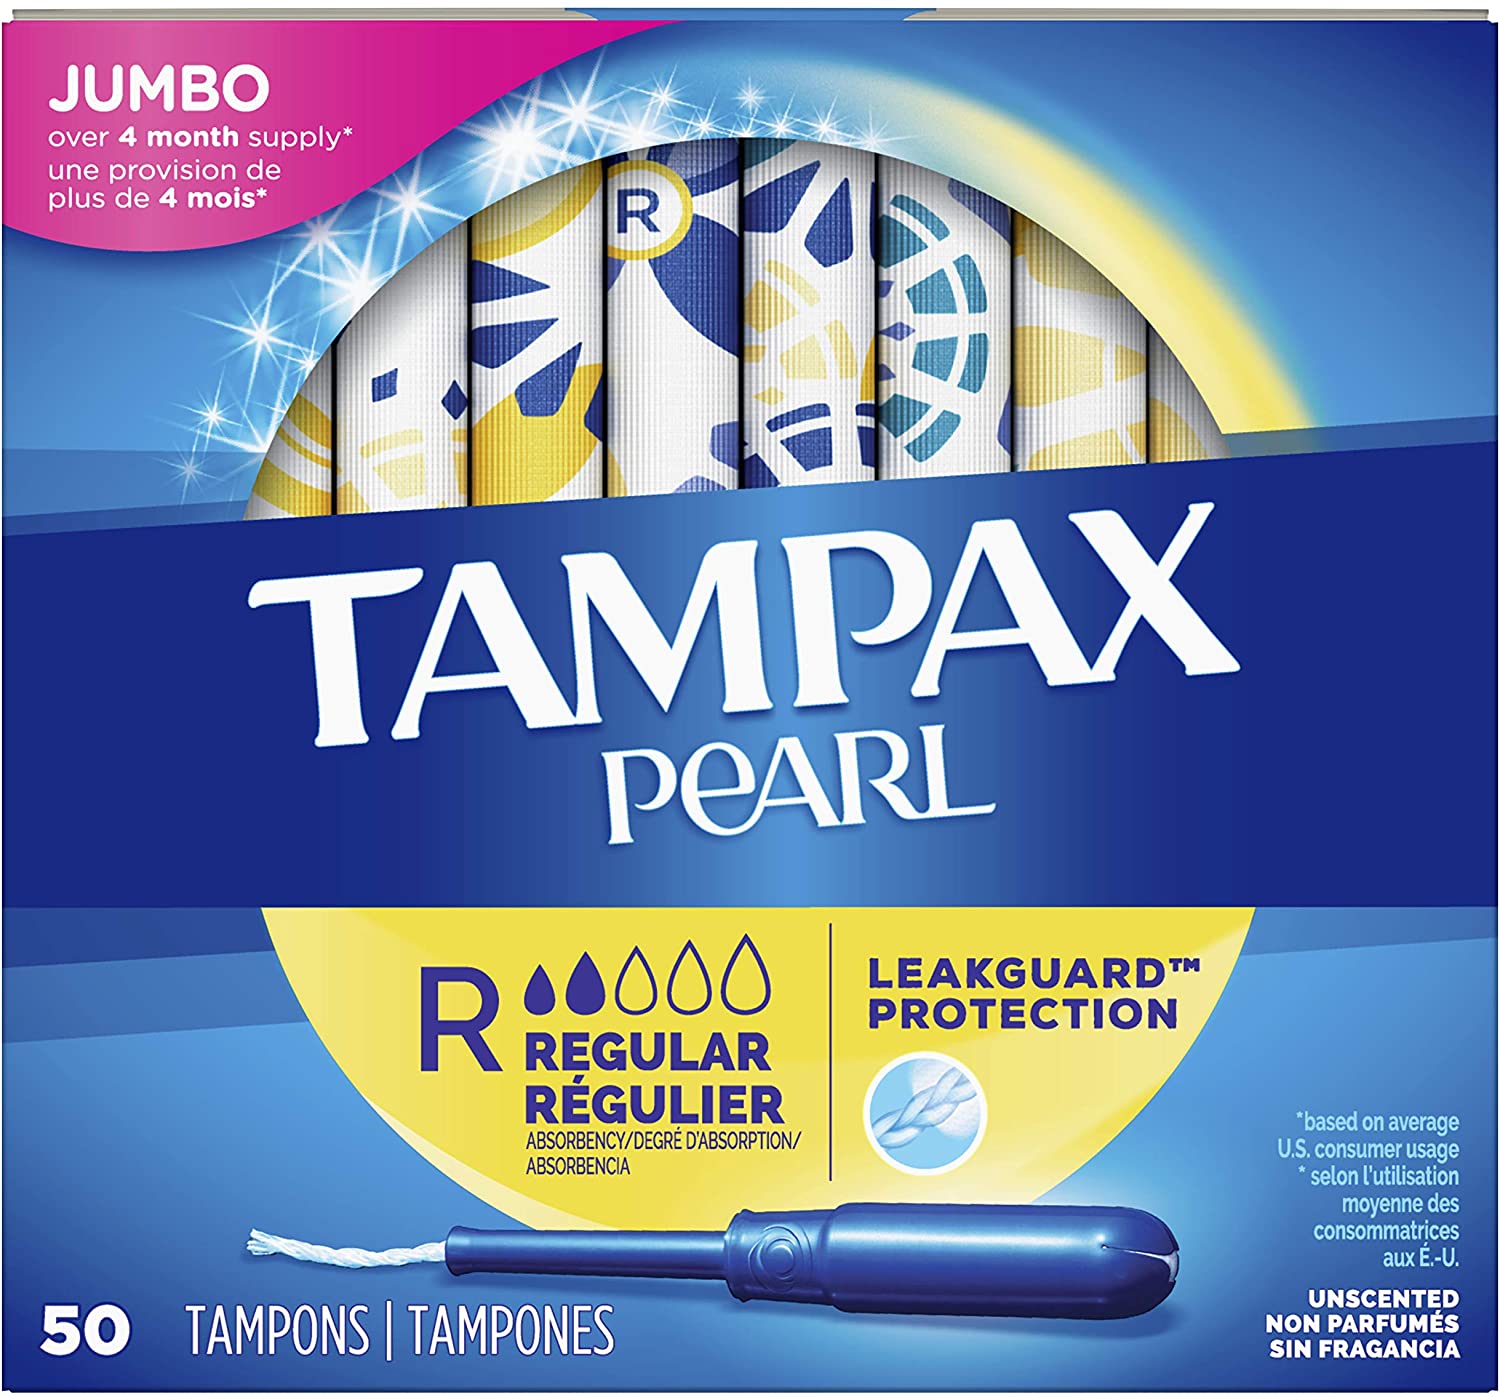 JUMBO
over 4 month supply*
une provision de
plus de 4 mois*
R
TAMPAX
PEARL
R
REGULAR
RÉGULIER
ABSORBENCY/DEGRÉ D'ABSORPTION/
ABSORBENCIA
LEAKGUARD™
PROTECTION
*based on average
U.S. consumer usage
* selon l'utilisation
moyenne des
consommatrices
aux É.-U.
50 TAMPONS | TAMPONES
UNSCENTED
NON PARFUMÉS
SIN FRAGANCIA